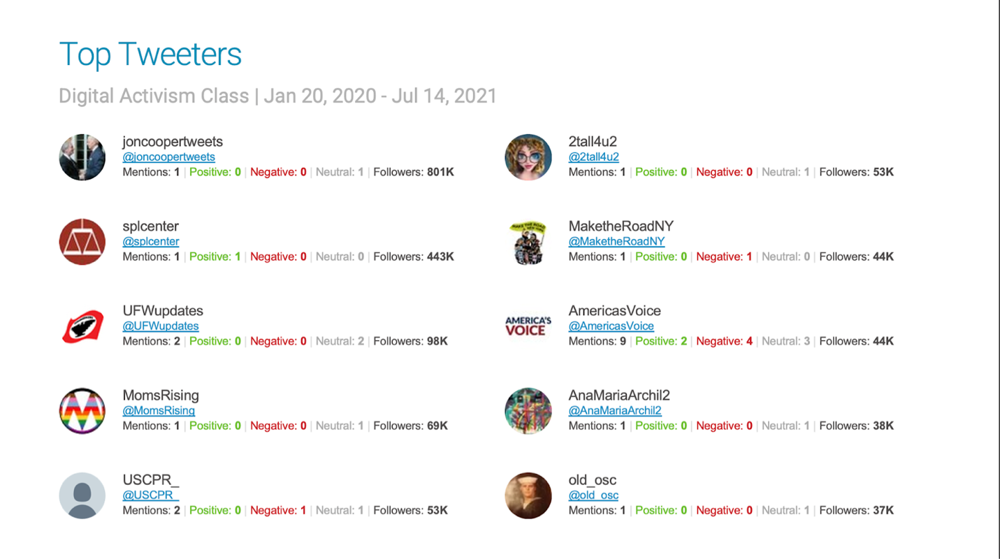 Top Tweeters
Digital Activism Class | Jan 20, 2020 - Jul 14, 2021
joncoopertweets
@joncoopertweets
Mentions: 1 | Positive: 0 | Negative: 0 | Neutral: 1 | Followers: 801K
splcenter
@splcenter
Mentions: 1 | Positive: 1 | Negative: 0 | Neutral: 0 | Followers: 443K
UFWupdates
@UFWupdates
Mentions: 2 | Positive: 0 | Negative: 0 | Neutral: 2 | Followers: 98K
MomsRising
@MomsRising
Mentions: 1 | Positive: 0 | Negative: 0 | Neutral: 1 | Followers: 69K
USCPR_
@USCPR_
Mentions: 2 | Positive: 0 | Negative: 1 | Neutral: 1 | Followers: 53K
2tall4u2
@2tall4u2
Mentions: 1 | Positive: 0 | Negative: 0 | Neutral: 1 | Followers: 53K
MAKE THE ROAD
MaketheRoadNY
@MaketheRoadNY
Mentions: 1 | Positive: 0 | Negative: 1 | Neutral: 0 | Followers: 44K
AMERICA'S
VOICE
AmericasVoice
@AmericasVoice
Mentions: 9 | Positive: 2 | Negative: 4 | Neutral: 3 | Followers: 44K
AnaMariaArchil2
@AnaMariaArchil2
Mentions: 1 | Positive: 0 | Negative: 0 | Neutral: 1 | Followers: 38K
old_osc
@old_osc
Mentions: 1 | Positive: 0 | Negative: 0 | Neutral: 1 | Followers: 37K